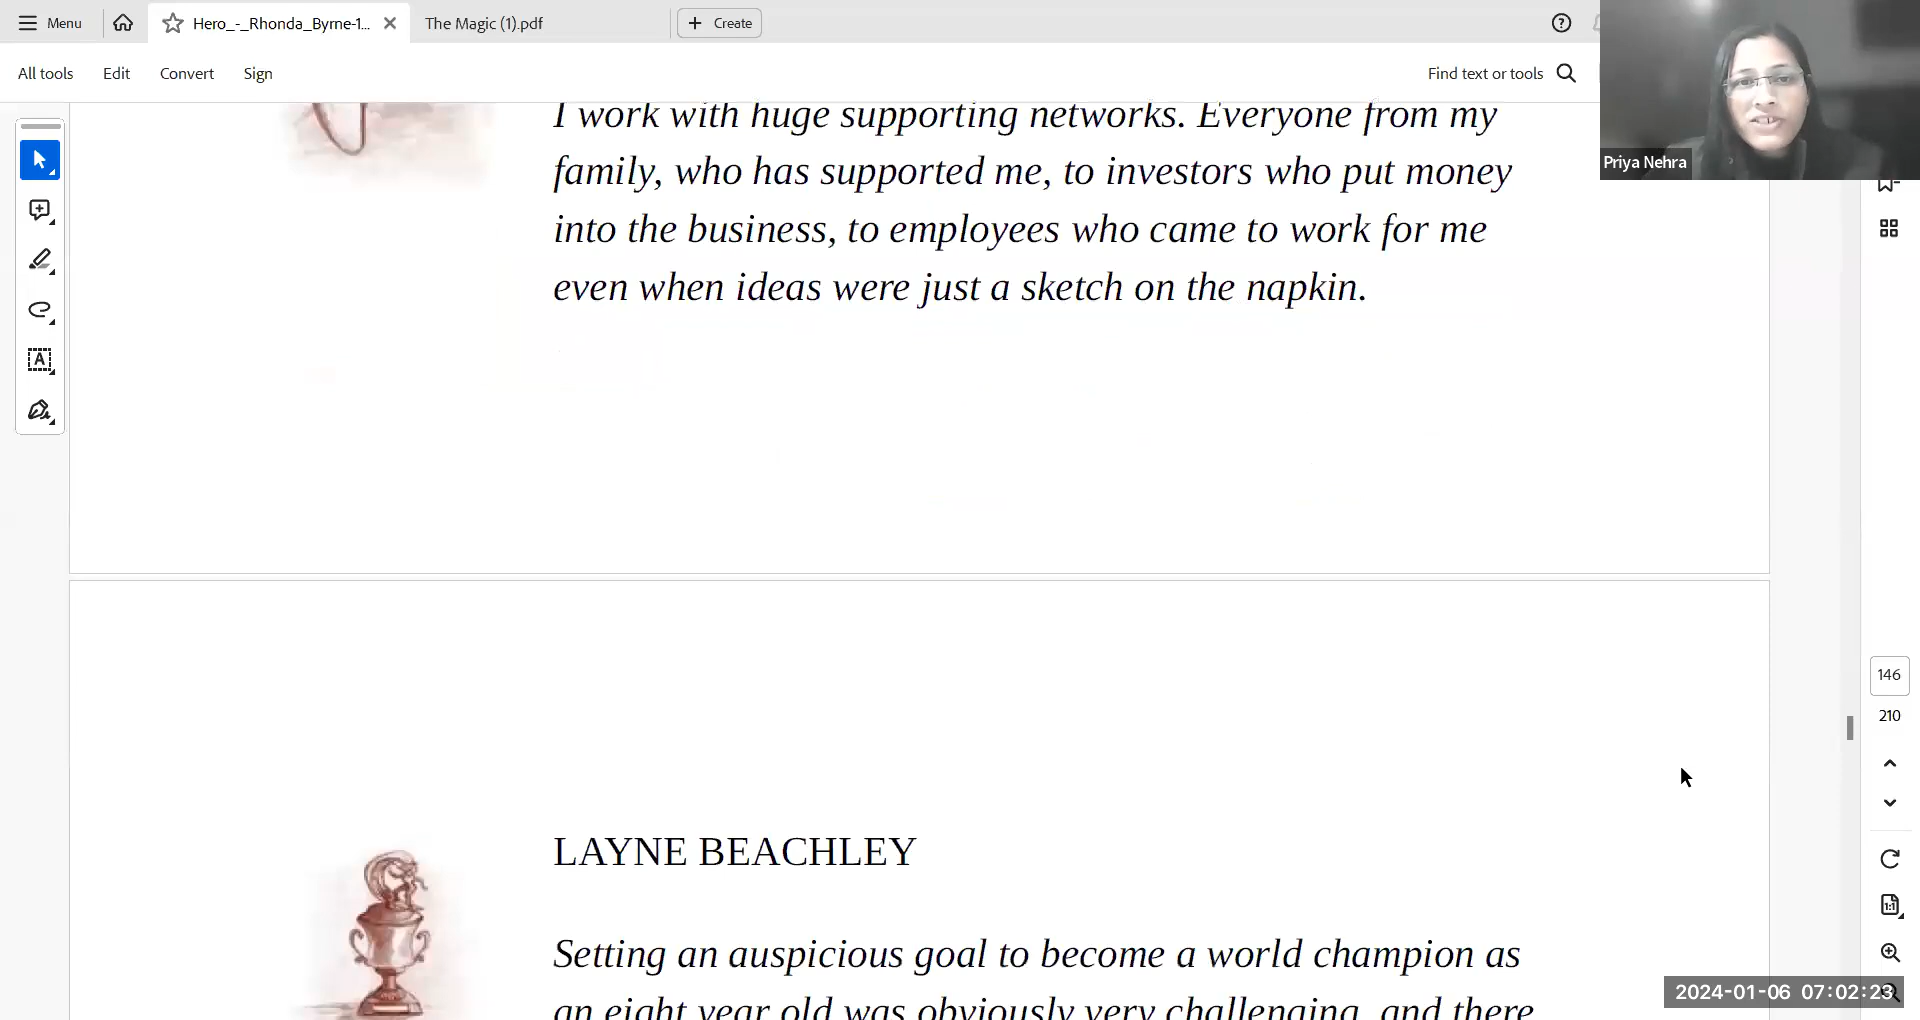 Menu
Hero_-_Rhonda_Byrne-1...
The Magic (1).pdf
Create
All tools
Edit
Convert
Sign
Find text or tools
Priya Nehra
I work with huge supporting networks. Everyone from my
family, who has supported me, to investors who put money
into the business, to employees who came to work for me
even when ideas were just a sketch on the napkin.
146
210
LAYNE BEACHLEY
Setting an auspicious goal to become a world champion as
an eight year old was obviously very challenging, and there
2024-01-06 07:02:23